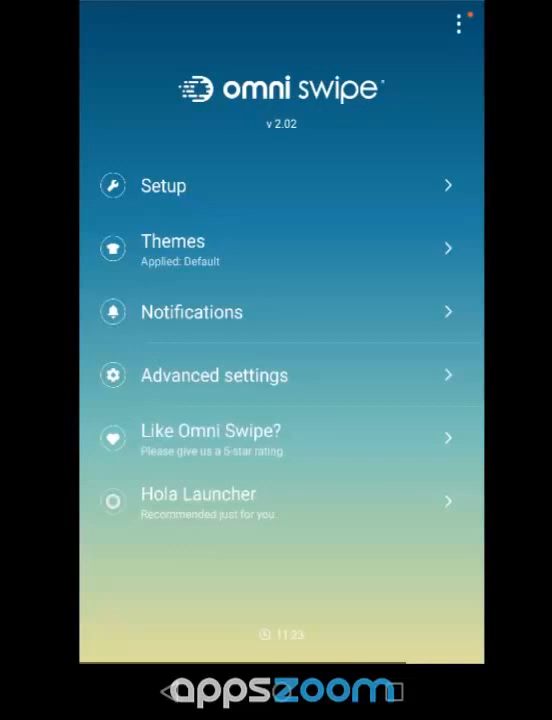 omni swipe
v 2.02
Setup
Themes
Applied: Default
Notifications
Advanced settings
Like Omni Swipe?
Please give us a 5-star rating.
Hola Launcher
Recommended just for you.
11:23
appszoom